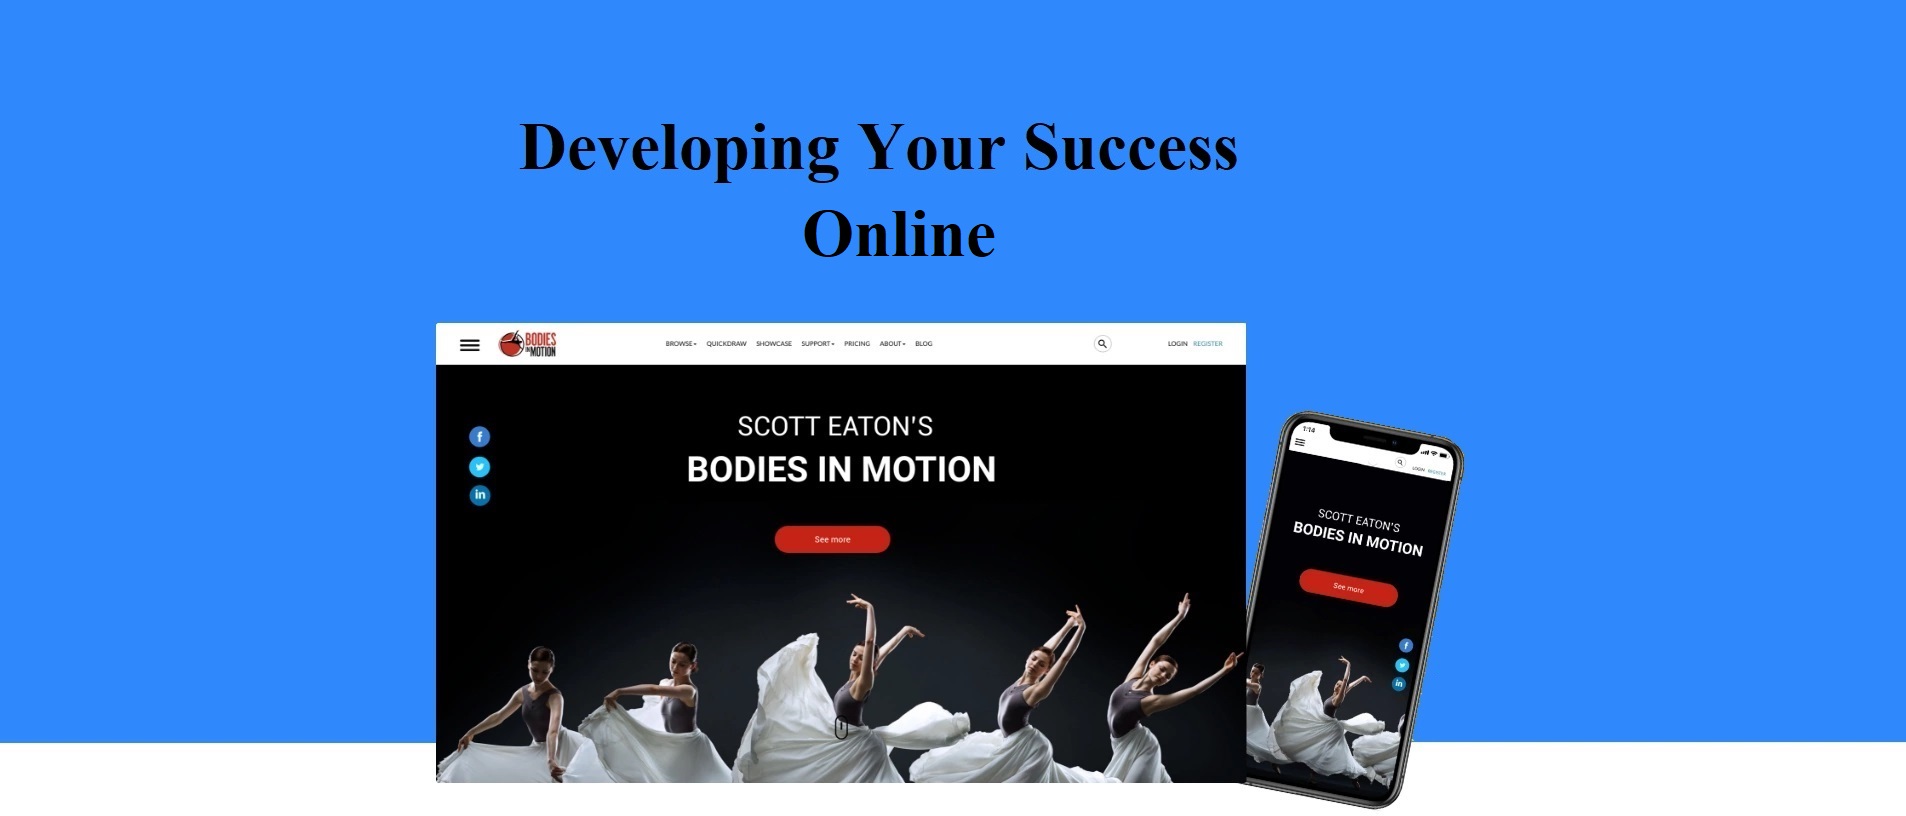 Developing Your Success
Online
BODIES
IN MOTION
BROWSE QUICKDRAW SHOWCASE SUPPORT PRICING ABOUT BLOG
LOGIN REGISTER
f
in
SCOTT EATON'S
BODIES IN MOTION
See more
1:14
LOGIN REGISTER
SCOTT EATON'S
BODIES IN MOTION
See more
f
in